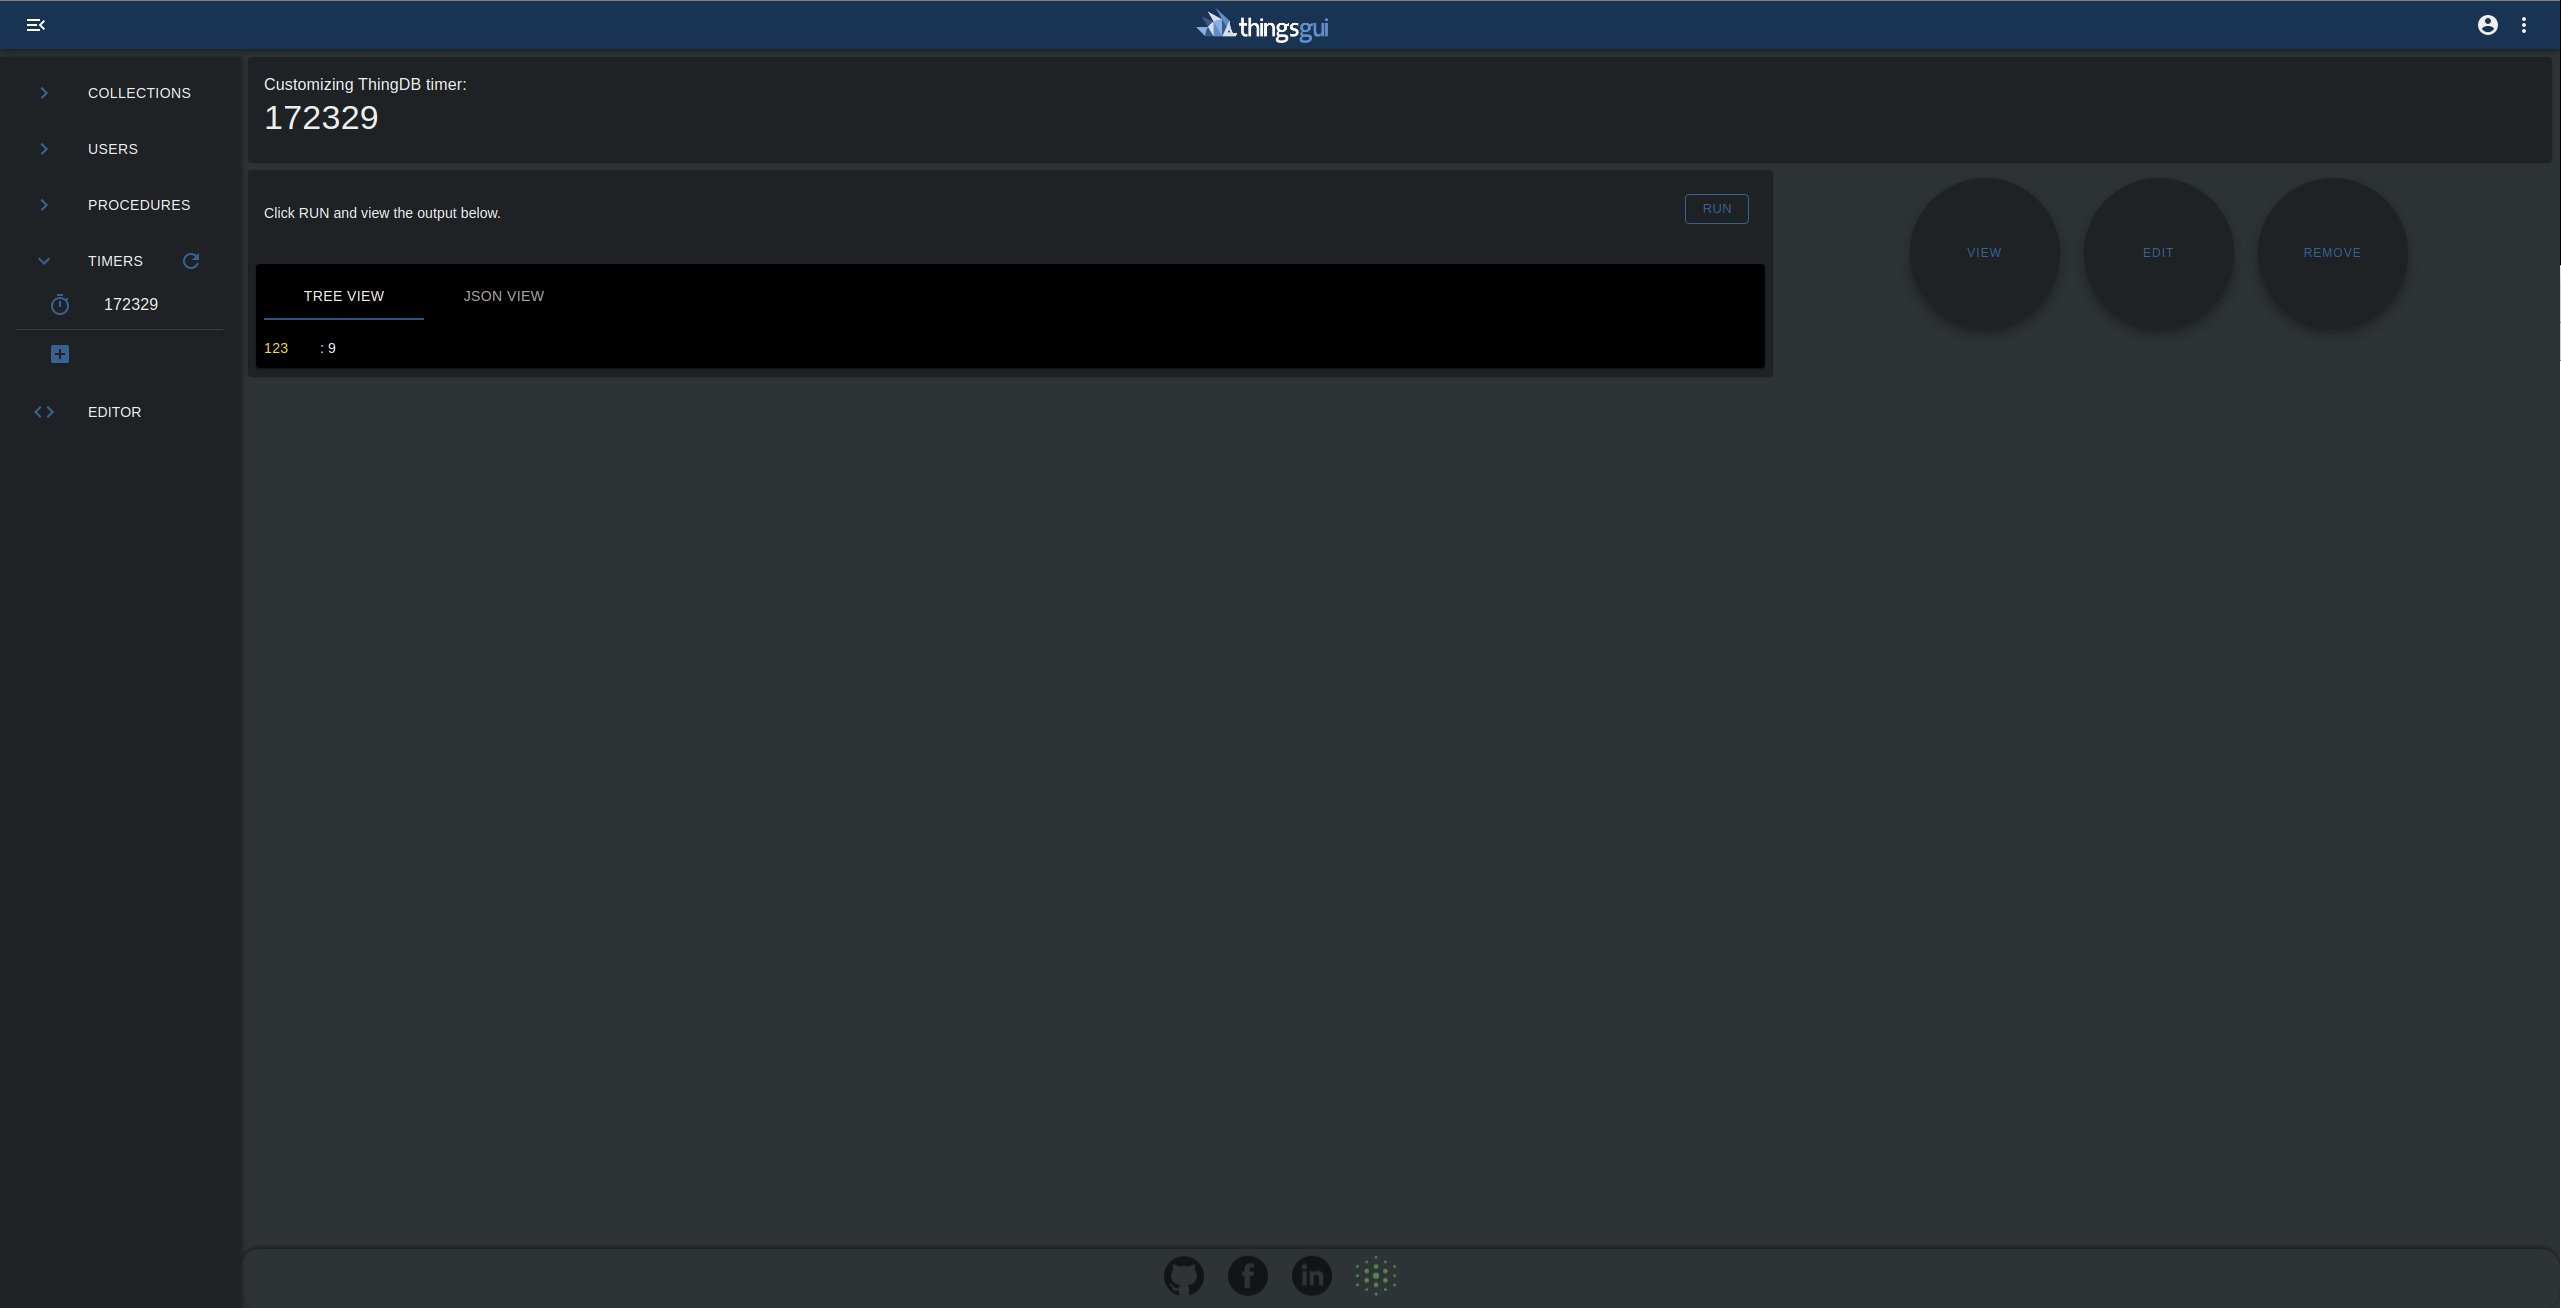 thingsgui
COLLECTIONS
USERS
PROCEDURES
TIMERS
172329
EDITOR
Customizing ThingDB timer:
172329
Click RUN and view the output below.
RUN
TREE VIEW JSON VIEW
123 : 9
VIEW EDIT REMOVE